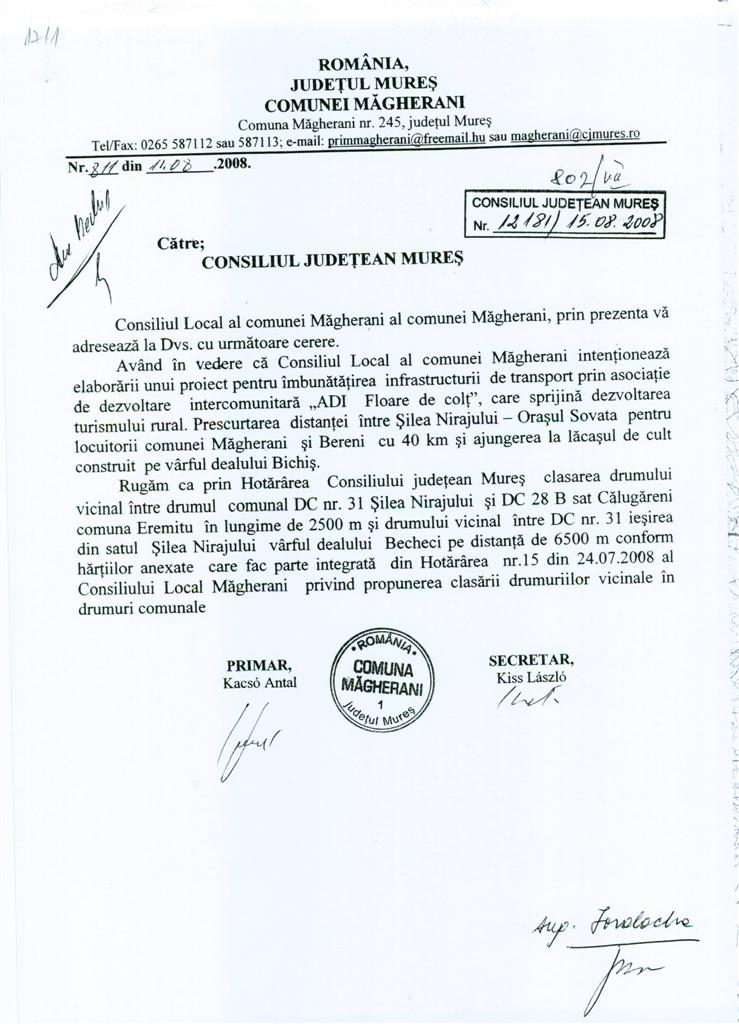 ROMÂNIA,
JUDEŢUL MUREŞ
COMUNEI MĂGHERANI
Comuna Măgherani nr. 245, judeţul Mureş
Tel/Fax: 0265 587112 sau 587113; e-mail: primmagherani@freemail.hu sau magherani@cjmures.ro
Nr. 811 din 11.08 .2008.
802/
CONSILIUL JUDEŢEAN MUREŞ
Nr. 12181/ 15.08.2008
Către;
CONSILIUL JUDEŢEAN MUREŞ
Consiliul Local al comunei Măgherani al comunei Măgherani, prin prezenta vă
adresează la Dvs. cu următoare cerere.
Având în vedere că Consiliul Local al comunei Măgherani intenţionează
elaborării unui proiect pentru îmbunătăţirea infrastructurii de transport prin asociaţie
de dezvoltare intercomunitară „ADI Floare de colţ”, care sprijină dezvoltarea
turismului rural. Prescurtarea distanţei între Şilea Nirajului – Oraşul Sovata pentru
locuitorii comunei Măgherani şi Bereni cu 40 km şi ajungerea la lăcaşul de cult
construit pe vârful dealului Bichiş.
Rugăm ca prin Hotărârea Consiliului judeţean Mureş clasarea drumului
vicinal între drumul comunal DC nr. 31 Şilea Nirajului şi DC 28 B sat Călugăreni
comuna Eremitu în lungime de 2500 m şi drumului vicinal între DC nr. 31 ieşirea
din satul Şilea Nirajului vârful dealului Becheci pe distanţă de 6500 m conform
hărţiilor anexate care fac parte integrată din Hotărârea nr.15 din 24.07.2008 al
Consiliului Local Măgherani privind propunerea clasării drumuriilor vicinale în
drumuri comunale
PRIMAR,
Kacsó Antal
ROMÂNIA
COMUNA
MĂGHERANI
1
Judeţul Mureş
SECRETAR,
Kiss László